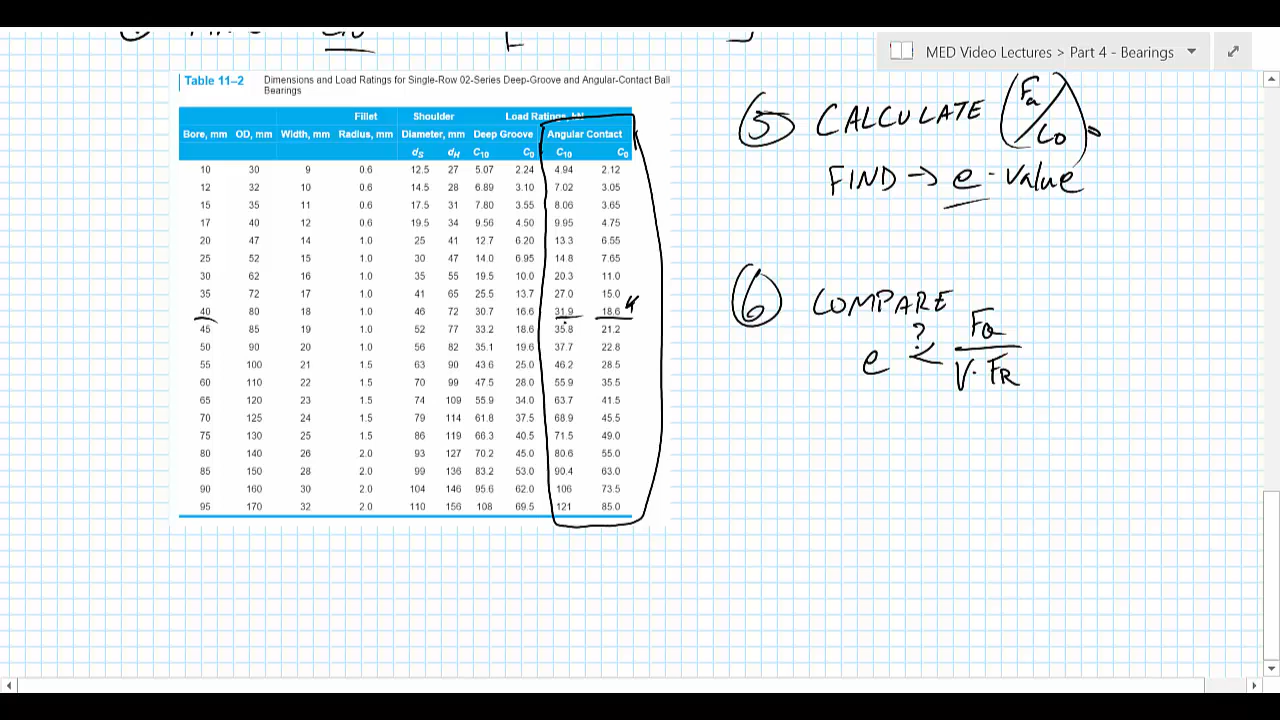 MED Video Lectures > Part 4 - Bearings
Table 11–2 Dimensions and Load Ratings for Single-Row 02-Series Deep-Groove and Angular-Contact Ball
Bearings
Fillet Shoulder Load Ratings, kN
Bore, mm OD, mm Width, mm Radius, mm Diameter, mm Deep Groove Angular Contact
dS dH C10 C0 C10 C0
10 30 9 0.6 12.5 27 5.07 2.24 4.94 2.12
12 32 10 0.6 14.5 28 6.89 3.10 7.02 3.05
15 35 11 0.6 17.5 31 7.80 3.55 8.06 3.65
17 40 12 0.6 19.5 34 9.56 4.50 9.95 4.75
20 47 14 1.0 25 41 12.7 6.20 13.3 6.55
25 52 15 1.0 30 47 14.0 6.95 14.8 7.65
30 62 16 1.0 35 55 19.5 10.0 20.3 11.0
35 72 17 1.0 41 65 25.5 13.7 27.0 15.0
40 80 18 1.0 46 72 30.7 16.6 31.9 18.6
45 85 19 1.0 52 77 33.2 18.6 35.8 21.2
50 90 20 1.0 56 82 35.1 19.6 37.7 22.8
55 100 21 1.5 63 90 43.6 25.0 46.2 28.5
60 110 22 1.5 70 99 47.5 28.0 55.9 35.5
65 120 23 1.5 74 109 55.9 34.0 63.7 41.5
70 125 24 1.5 79 114 61.8 37.5 68.9 45.5
75 130 25 1.5 86 119 66.3 40.5 71.5 49.0
80 140 26 2.0 93 127 70.2 45.0 80.6 55.0
85 150 28 2.0 99 136 83.2 53.0 90.4 63.0
90 160 30 2.0 104 146 95.6 62.0 106 73.5
95 170 32 2.0 110 156 108 69.5 121 85.0
5 CALCULATE (Fa/C0)
FIND → e - value
6 COMPARE
e ?< Fa
V · FR